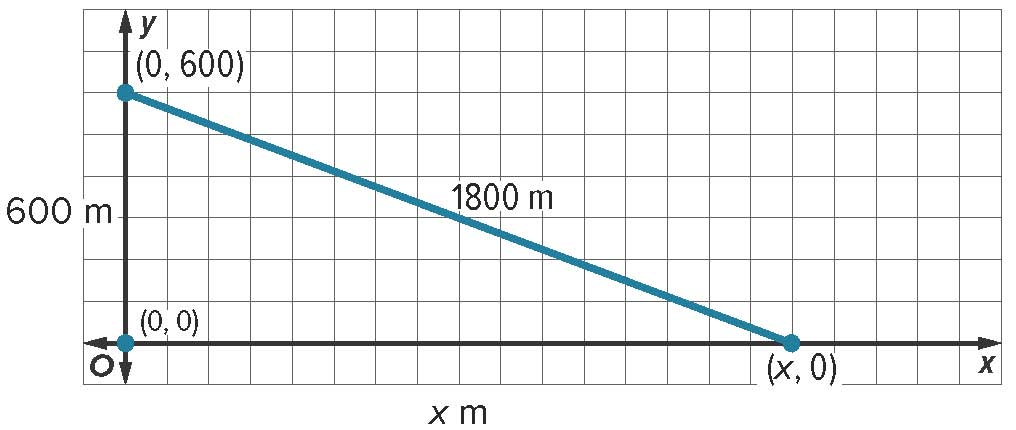 y
(0, 600)
1800 m
600 m
(0, 0)
O
x
(x, 0)
x m